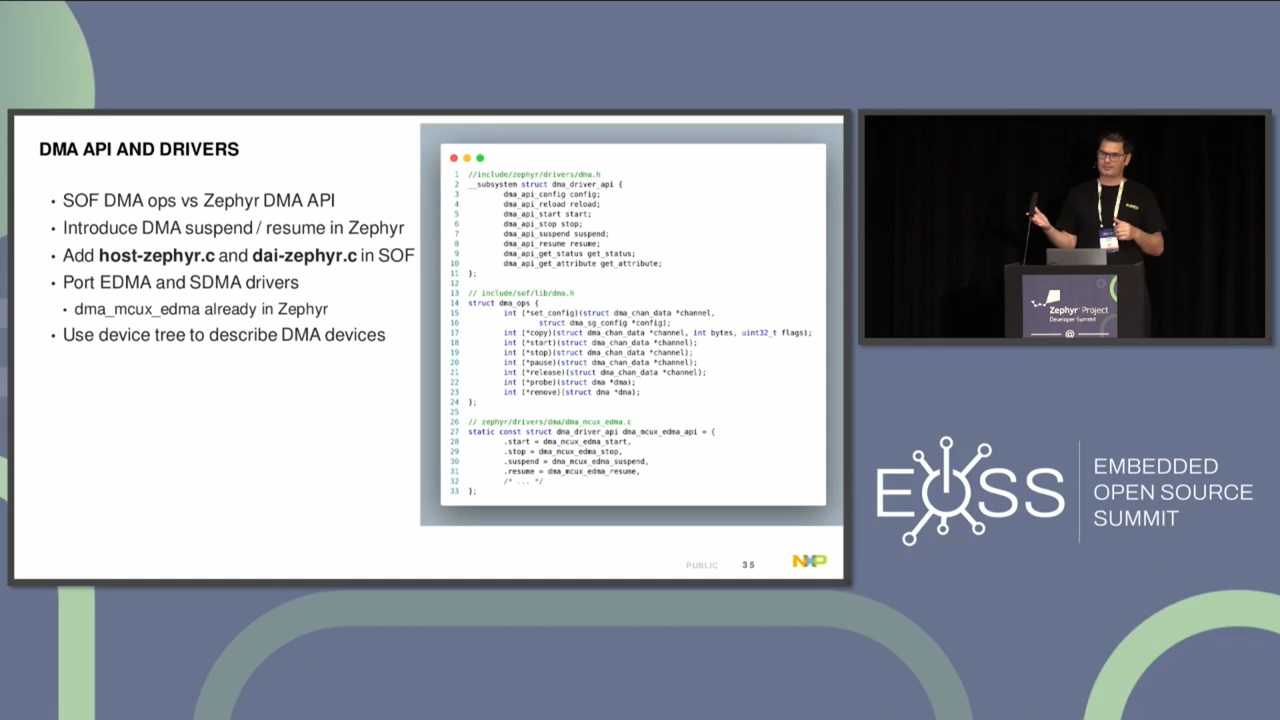 DMA API AND DRIVERS
• SOF DMA ops vs Zephyr DMA API
• Introduce DMA suspend / resume in Zephyr
• Add host-zephyr.c and dai-zephyr.c in SOF
• Port EDMA and SDMA drivers
• dma_mcux_edma already in Zephyr
• Use device tree to describe DMA devices
1 //include/zephyr/drivers/dma.h
2 __subsystem struct dma_driver_api {
3 dma_api_config config;
4 dma_api_reload reload;
5 dma_api_start start;
6 dma_api_stop stop;
7 dma_api_suspend suspend;
8 dma_api_resume resume;
9 dma_api_get_status get_status;
10 dma_api_get_attribute get_attribute;
11 };
12
13 // include/sof/lib/dma.h
14 struct dma_ops {
15 int (*set_config)(struct dma_chan_data *channel,
16 struct dma_sg_config *config);
17 int (*copy)(struct dma_chan_data *channel, int bytes, uint32_t flags);
18 int (*start)(struct dma_chan_data *channel);
19 int (*stop)(struct dma_chan_data *channel);
20 int (*pause)(struct dma_chan_data *channel);
21 int (*release)(struct dma_chan_data *channel);
22 int (*probe)(struct dma *dma);
23 int (*remove)(struct dma *dma);
24 };
25
26 // zephyr/drivers/dma/dma_mcux_edma.c
27 static const struct dma_driver_api dma_mcux_edma_api = {
28 .start = dma_mcux_edma_start,
29 .stop = dma_mcux_edma_stop,
30 .suspend = dma_mcux_edma_suspend,
31 .resume = dma_mcux_edma_resume,
32 /* ... */
33 };
PUBLIC 35 NXP
NXP
Zephyr Project
Developer Summit
@
EOSS
EMBEDDED
OPEN SOURCE
SUMMIT